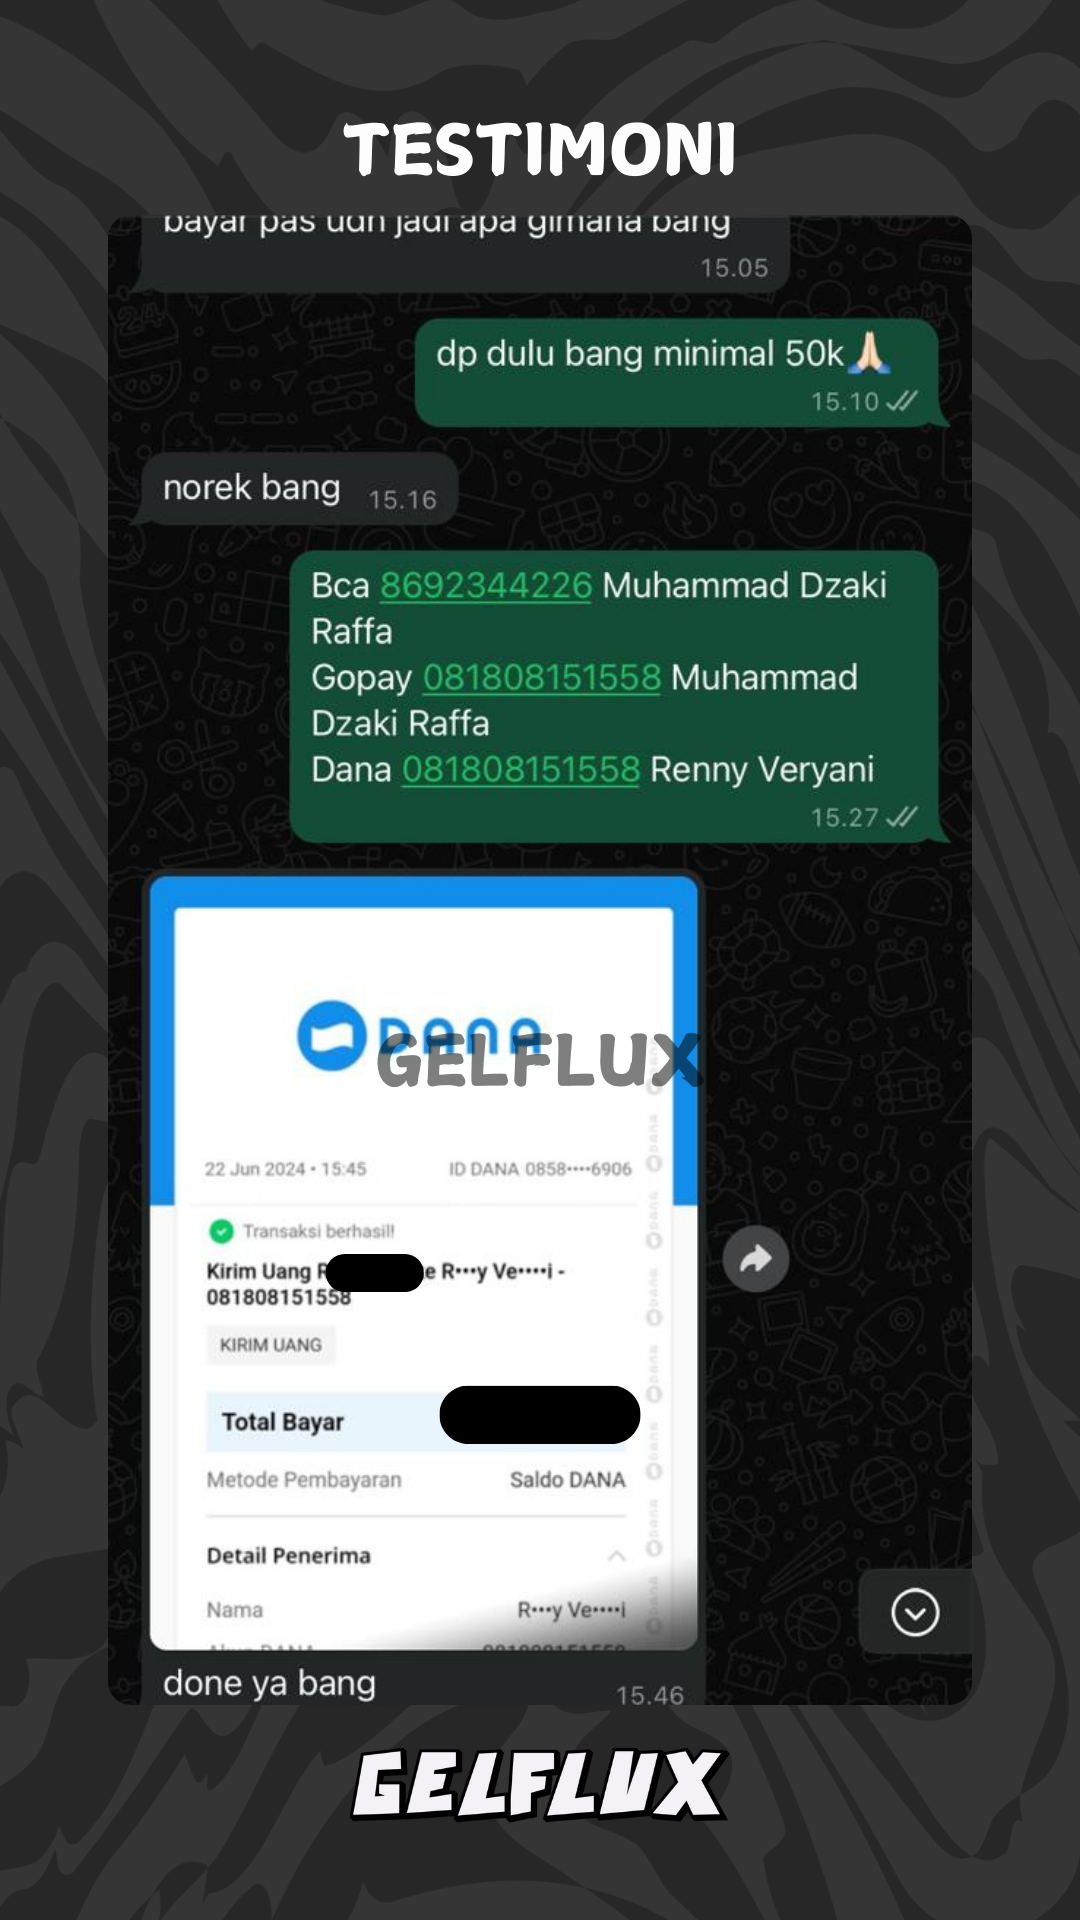 TESTIMONI
bayar pas udh jadi apa gimana bang
15.05
dp dulu bang minimal 50k🙏🏻
15.10
norek bang 15.16
Bca 8692344226 Muhammad Dzaki
Raffa
Gopay 081808151558 Muhammad
Dzaki Raffa
Dana 081808151558 Renny Veryani
15.27
DANA
GELFLUX
22 Jun 2024 • 15:45 ID DANA 0858••••6906
Transaksi berhasil!
Kirim Uang R e R•••y Ve••••i -
081808151558
KIRIM UANG
Total Bayar
Metode Pembayaran Saldo DANA
Detail Penerima
Nama R•••y Ve••••i
Akun DANA 081808151558
done ya bang 15.46
GELFLUX